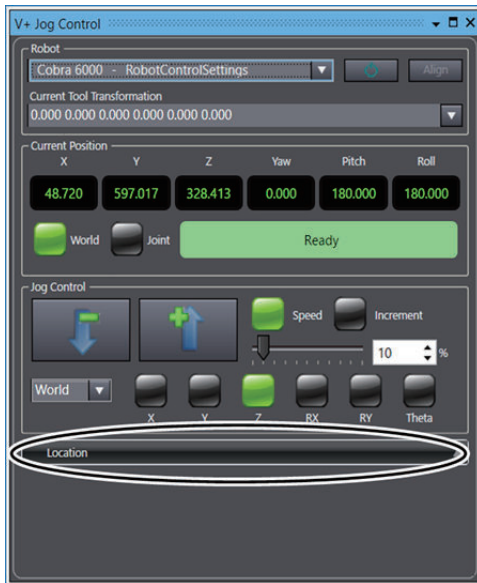 V+ Jog Control
Robot
Cobra 6000 - RobotControlSettings
Align
Current Tool Transformation
0.000 0.000 0.000 0.000 0.000 0.000
Current Position
X Y Z Yaw Pitch Roll
48.720 597.017 328.413 0.000 180.000 180.000
World Joint Ready
Jog Control
Speed Increment
10 %
World
X Y Z RX RY Theta
Location